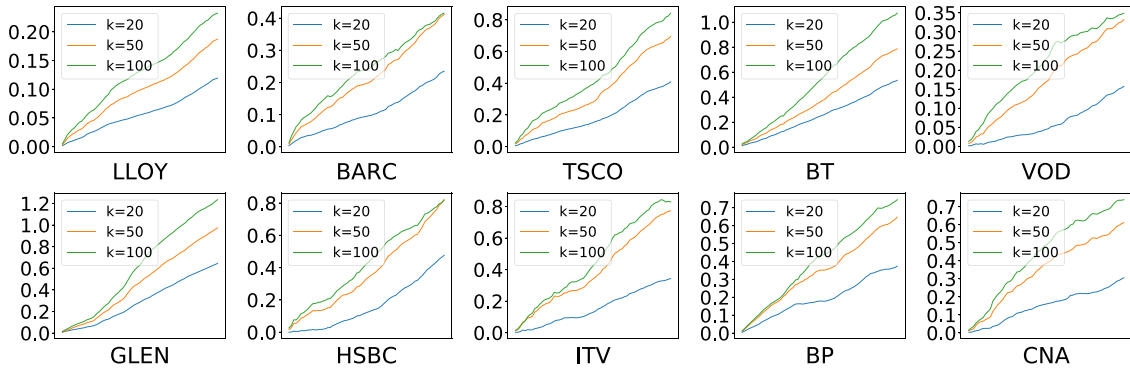 0.20
0.15
0.10
0.05
0.00
k=20
k=50
k=100
LLOY
0.4
0.3
0.2
0.1
0.0
k=20
k=50
k=100
BARC
0.8
0.6
0.4
0.2
0.0
k=20
k=50
k=100
TSCO
1.0
0.8
0.6
0.4
0.2
0.0
k=20
k=50
k=100
BT
0.35
0.30
0.25
0.20
0.15
0.10
0.05
0.00
k=20
k=50
k=100
VOD
1.2
1.0
0.8
0.6
0.4
0.2
0.0
k=20
k=50
k=100
GLEN
0.8
0.6
0.4
0.2
0.0
k=20
k=50
k=100
HSBC
0.8
0.6
0.4
0.2
0.0
k=20
k=50
k=100
ITV
0.7
0.6
0.5
0.4
0.3
0.2
0.1
0.0
k=20
k=50
k=100
BP
0.7
0.6
0.5
0.4
0.3
0.2
0.1
0.0
k=20
k=50
k=100
CNA